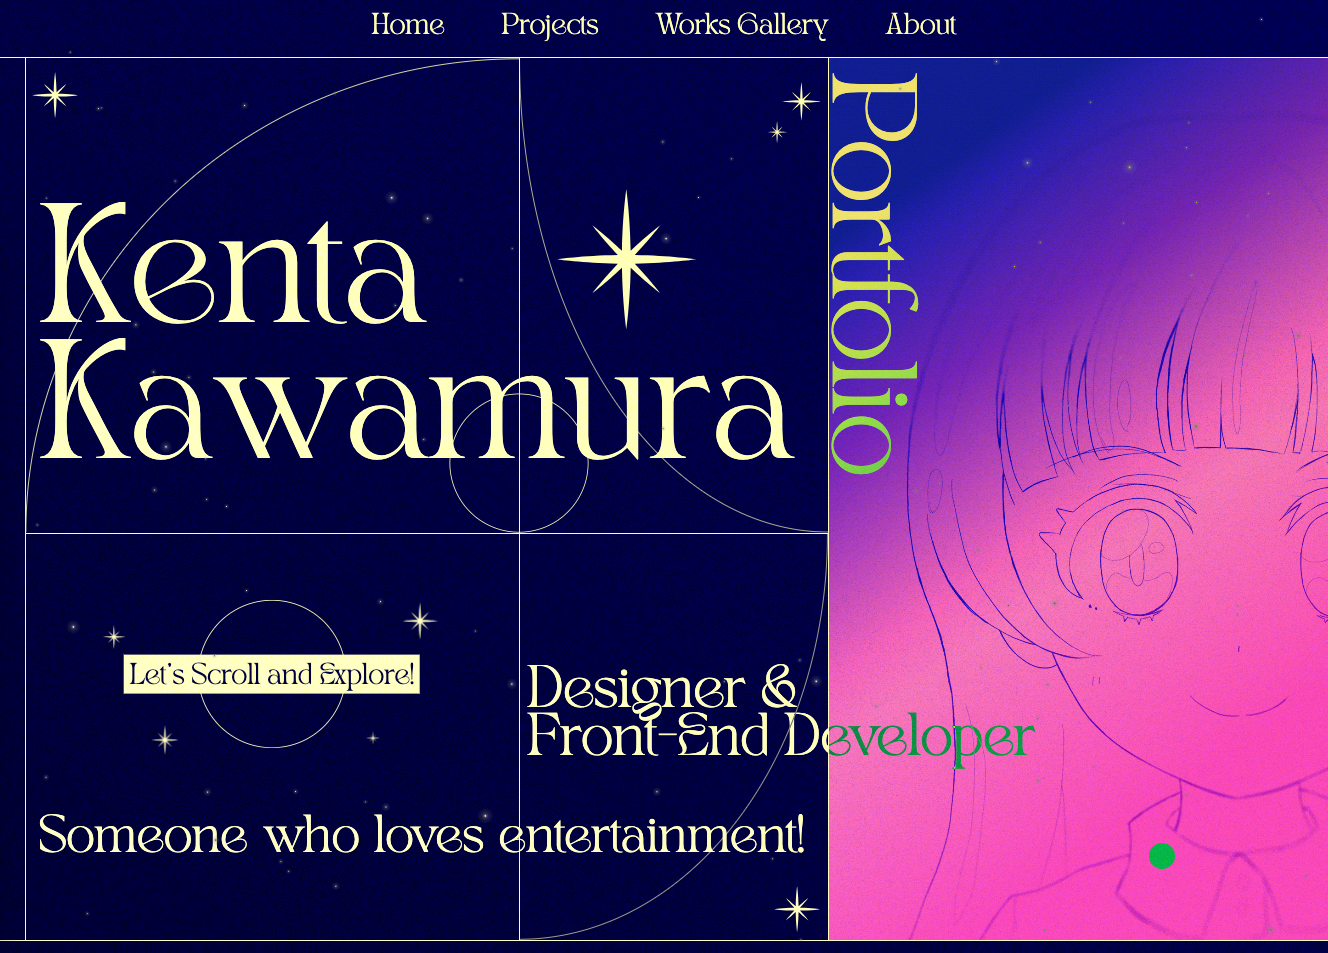 Home Projects Works Gallery About
Portfolio
Kenta
Kawamura
Let's Scroll and Explore!
Designer &
Front-End Developer
Someone who loves entertainment!